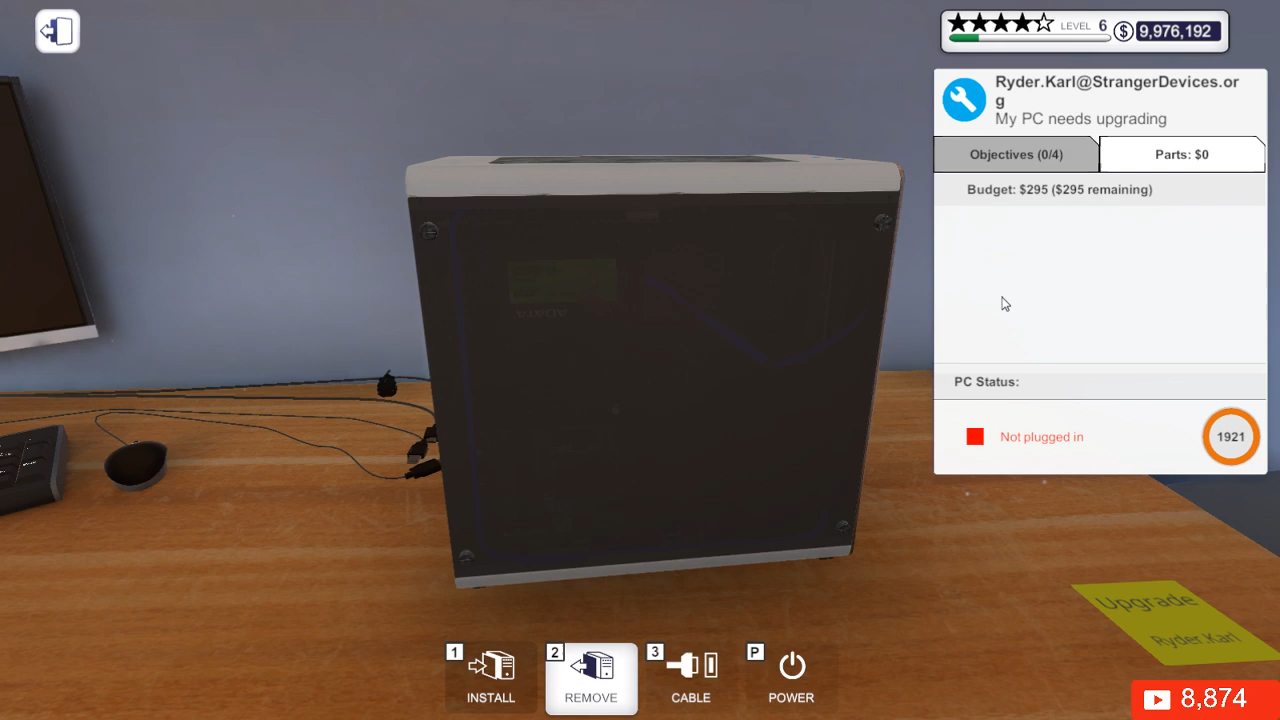 LEVEL 6
$ 9,976,192
Ryder.Karl@StrangerDevices.or
g
My PC needs upgrading
Objectives (0/4)
Parts: $0
Budget: $295 ($295 remaining)
PC Status:
Not plugged in
1921
Upgrade
Ryder.Karl
1
INSTALL
2
REMOVE
3
CABLE
P
POWER
8,874